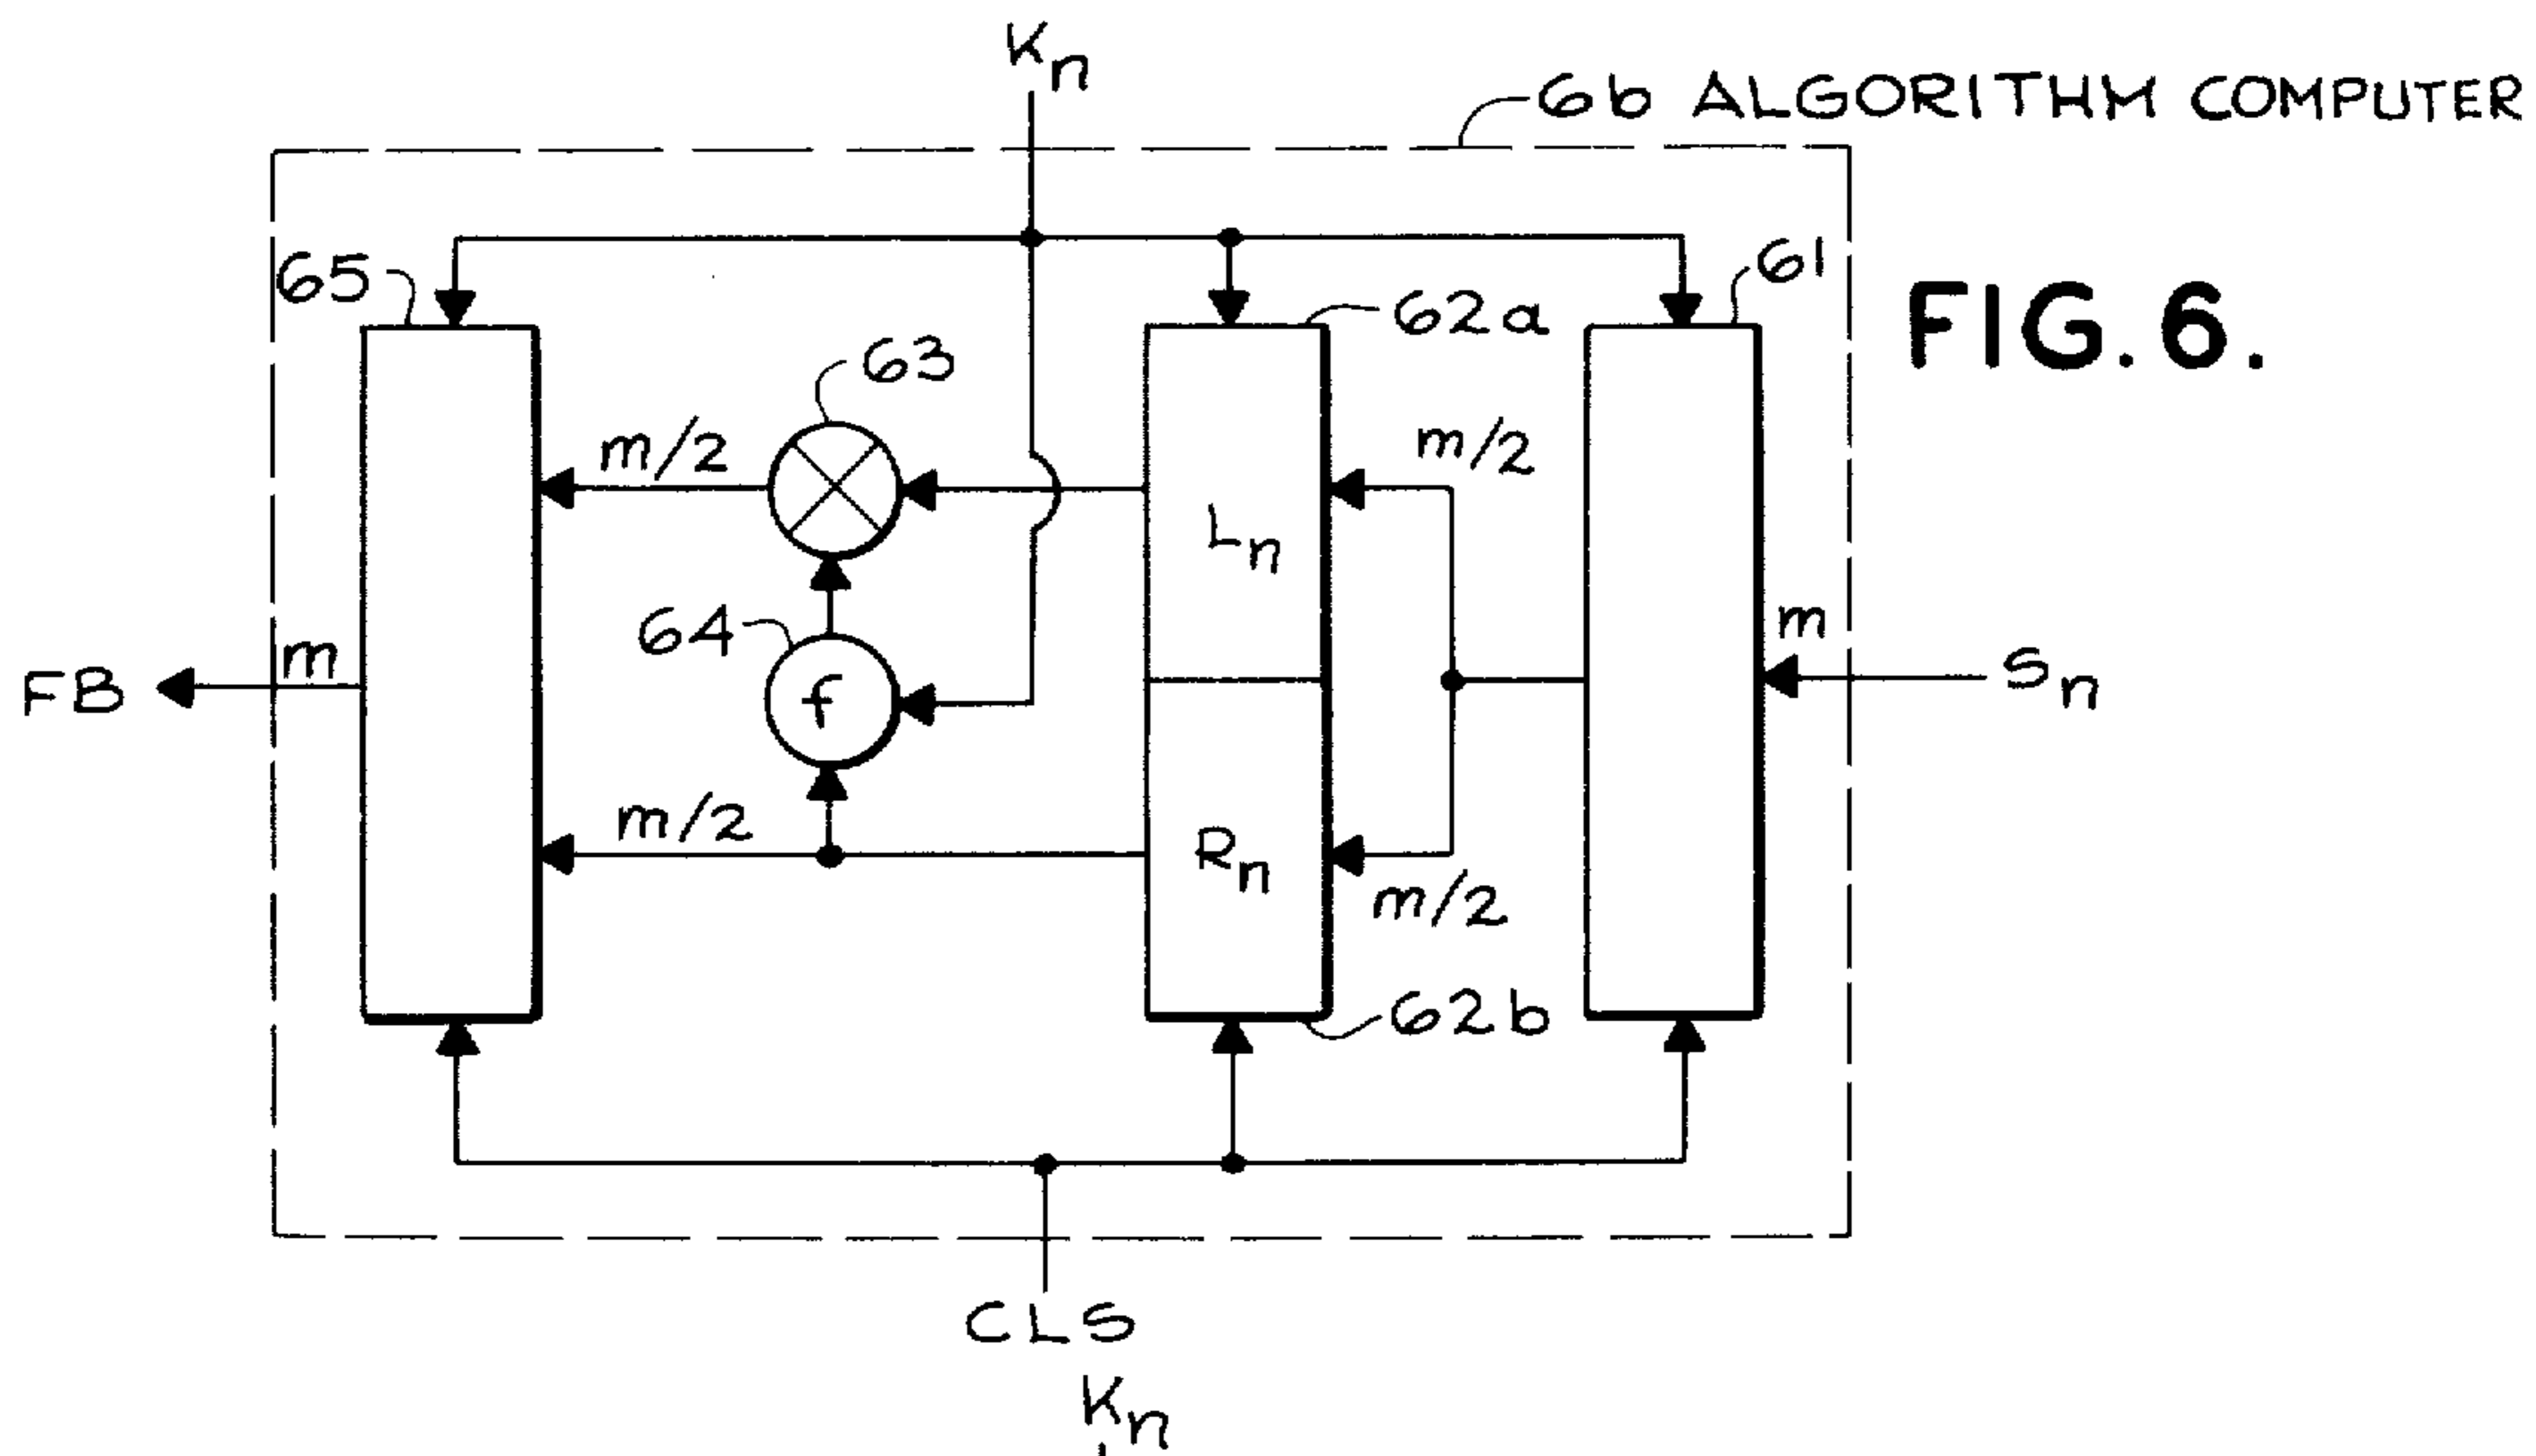 Kn
6b ALGORITHM COMPUTER
65
61
62a
FIG. 6.
63
m/2
m/2
Ln
64
m
m
FB
Sn
f
m/2
Rn
m/2
62b
CLS
Kn